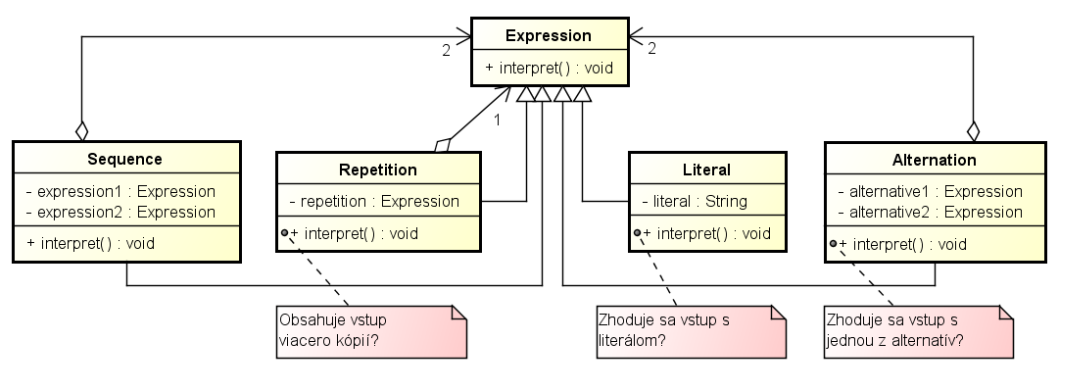 Expression
+ interpret() : void
2
2
1
Sequence
- expression1 : Expression
- expression2 : Expression
+ interpret() : void
Repetition
- repetition : Expression
+ interpret() : void
Literal
- literal : String
+ interpret() : void
Alternation
- alternative1 : Expression
- alternative2 : Expression
+ interpret() : void
Obsahuje vstup
viacero kópií?
Zhoduje sa vstup s
literálom?
Zhoduje sa vstup s
jednou z alternatív?